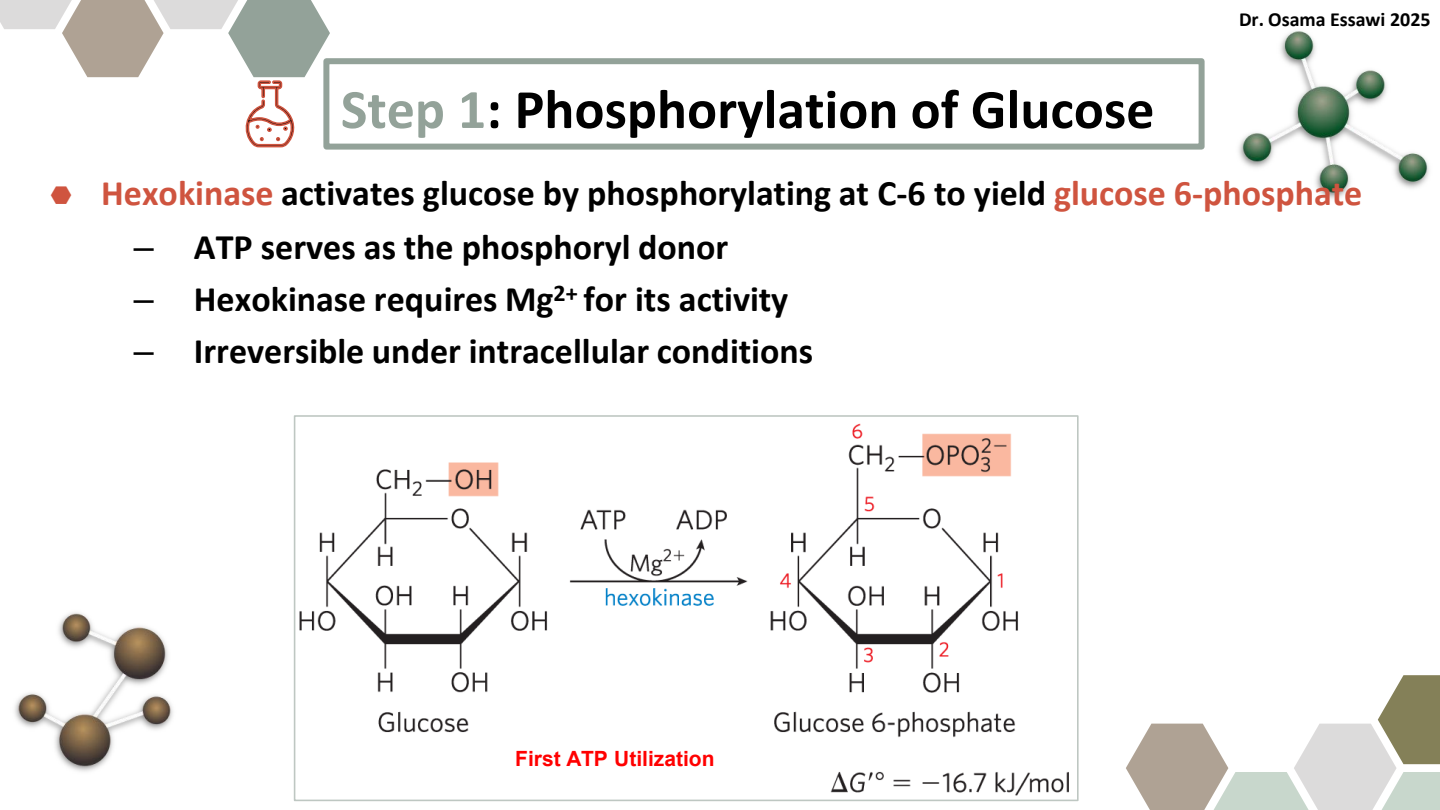 Dr. Osama Essawi 2025
Step 1: Phosphorylation of Glucose
Hexokinase activates glucose by phosphorylating at C-6 to yield glucose 6-phosphate
– ATP serves as the phosphoryl donor
– Hexokinase requires Mg²⁺ for its activity
– Irreversible under intracellular conditions
CH₂—OH
O
H
H
H
OH
H
HO
OH
H
OH
Glucose
ATP
ADP
Mg²⁺
hexokinase
6
CH₂—OPO₃²⁻
5
O
H
H
H
4
1
OH
H
HO
OH
3
2
H
OH
Glucose 6-phosphate
First ATP Utilization
ΔG′° = −16.7 kJ/mol